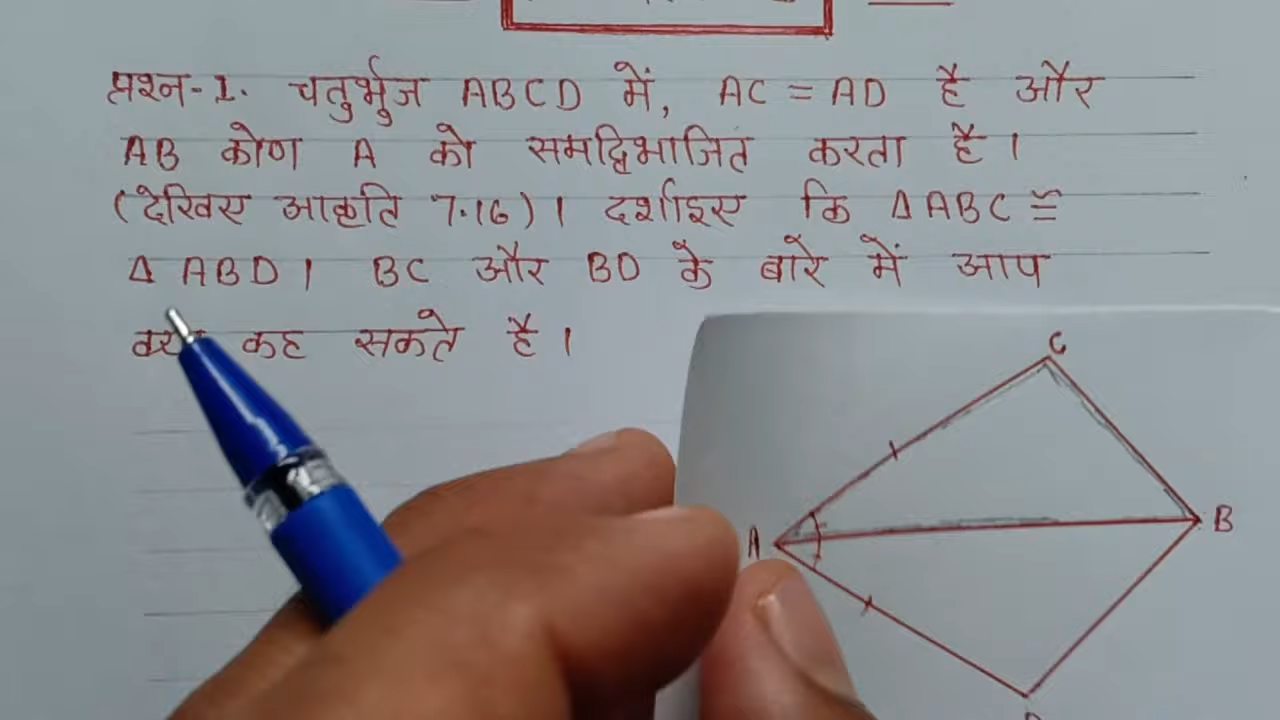 प्रश्न-1. चतुर्भुज ABCD में, AC = AD है और
AB कोण A को समद्विभाजित करता है।
(देखिए आकृति 7.16)। दर्शाइए कि ΔABC ≅
Δ ABD। BC और BD के बारे में आप
क्या कह सकते है।
C
A
B